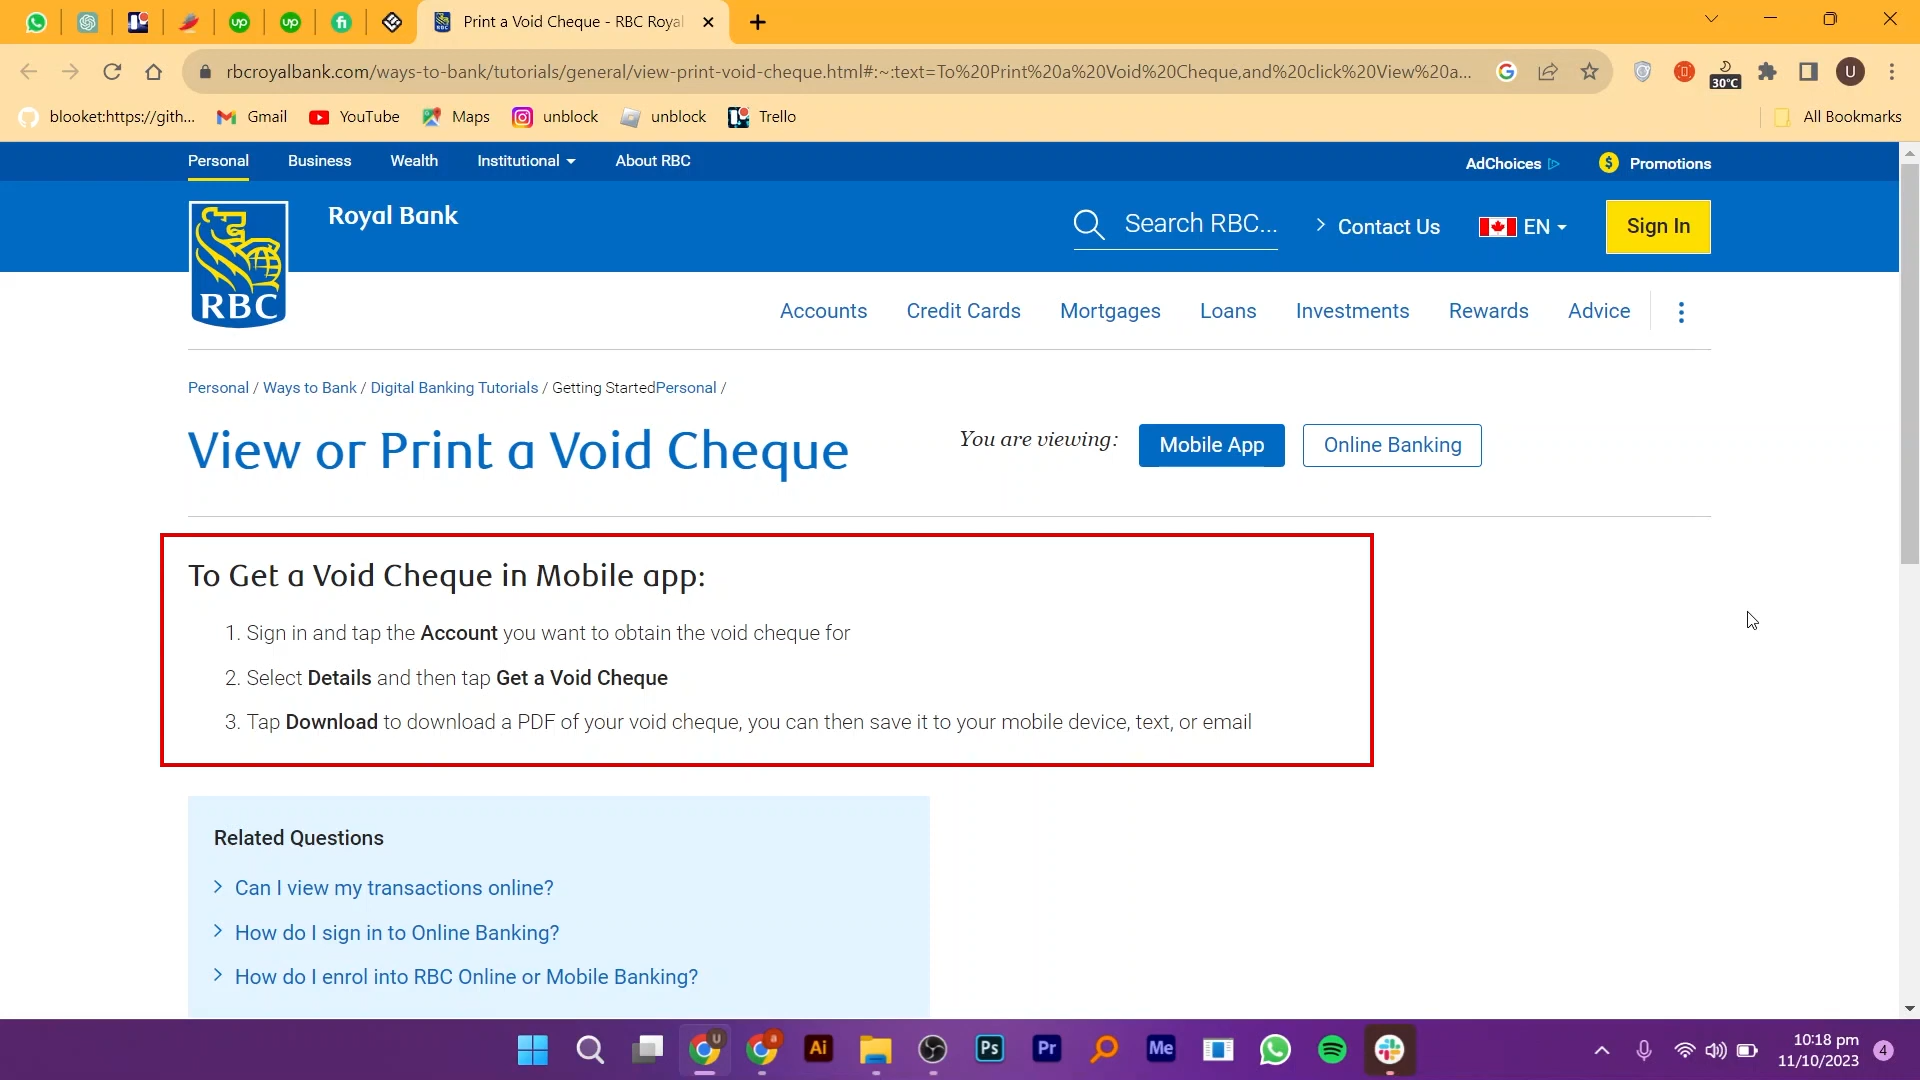 Print a Void Cheque - RBC Royal
rbcroyalbank.com/ways-to-bank/tutorials/general/view-print-void-cheque.html#:~:text=To%20Print%20a%20Void%20Cheque,and%20click%20View%20a...
30°C
U
blooket:https://gith...
Gmail
YouTube
Maps
unblock
unblock
Trello
All Bookmarks
Personal
Business
Wealth
Institutional
About RBC
AdChoices
$
Promotions
RBC
Royal Bank
Search RBC...
Contact Us
EN
Sign In
Accounts
Credit Cards
Mortgages
Loans
Investments
Rewards
Advice
Personal / Ways to Bank / Digital Banking Tutorials / Getting StartedPersonal /
View or Print a Void Cheque
You are viewing:
Mobile App
Online Banking
To Get a Void Cheque in Mobile app:
1. Sign in and tap the Account you want to obtain the void cheque for
2. Select Details and then tap Get a Void Cheque
3. Tap Download to download a PDF of your void cheque, you can then save it to your mobile device, text, or email
Related Questions
Can I view my transactions online?
How do I sign in to Online Banking?
How do I enrol into RBC Online or Mobile Banking?
Ai
Ps
Pr
Me
10:18 pm
11/10/2023
4